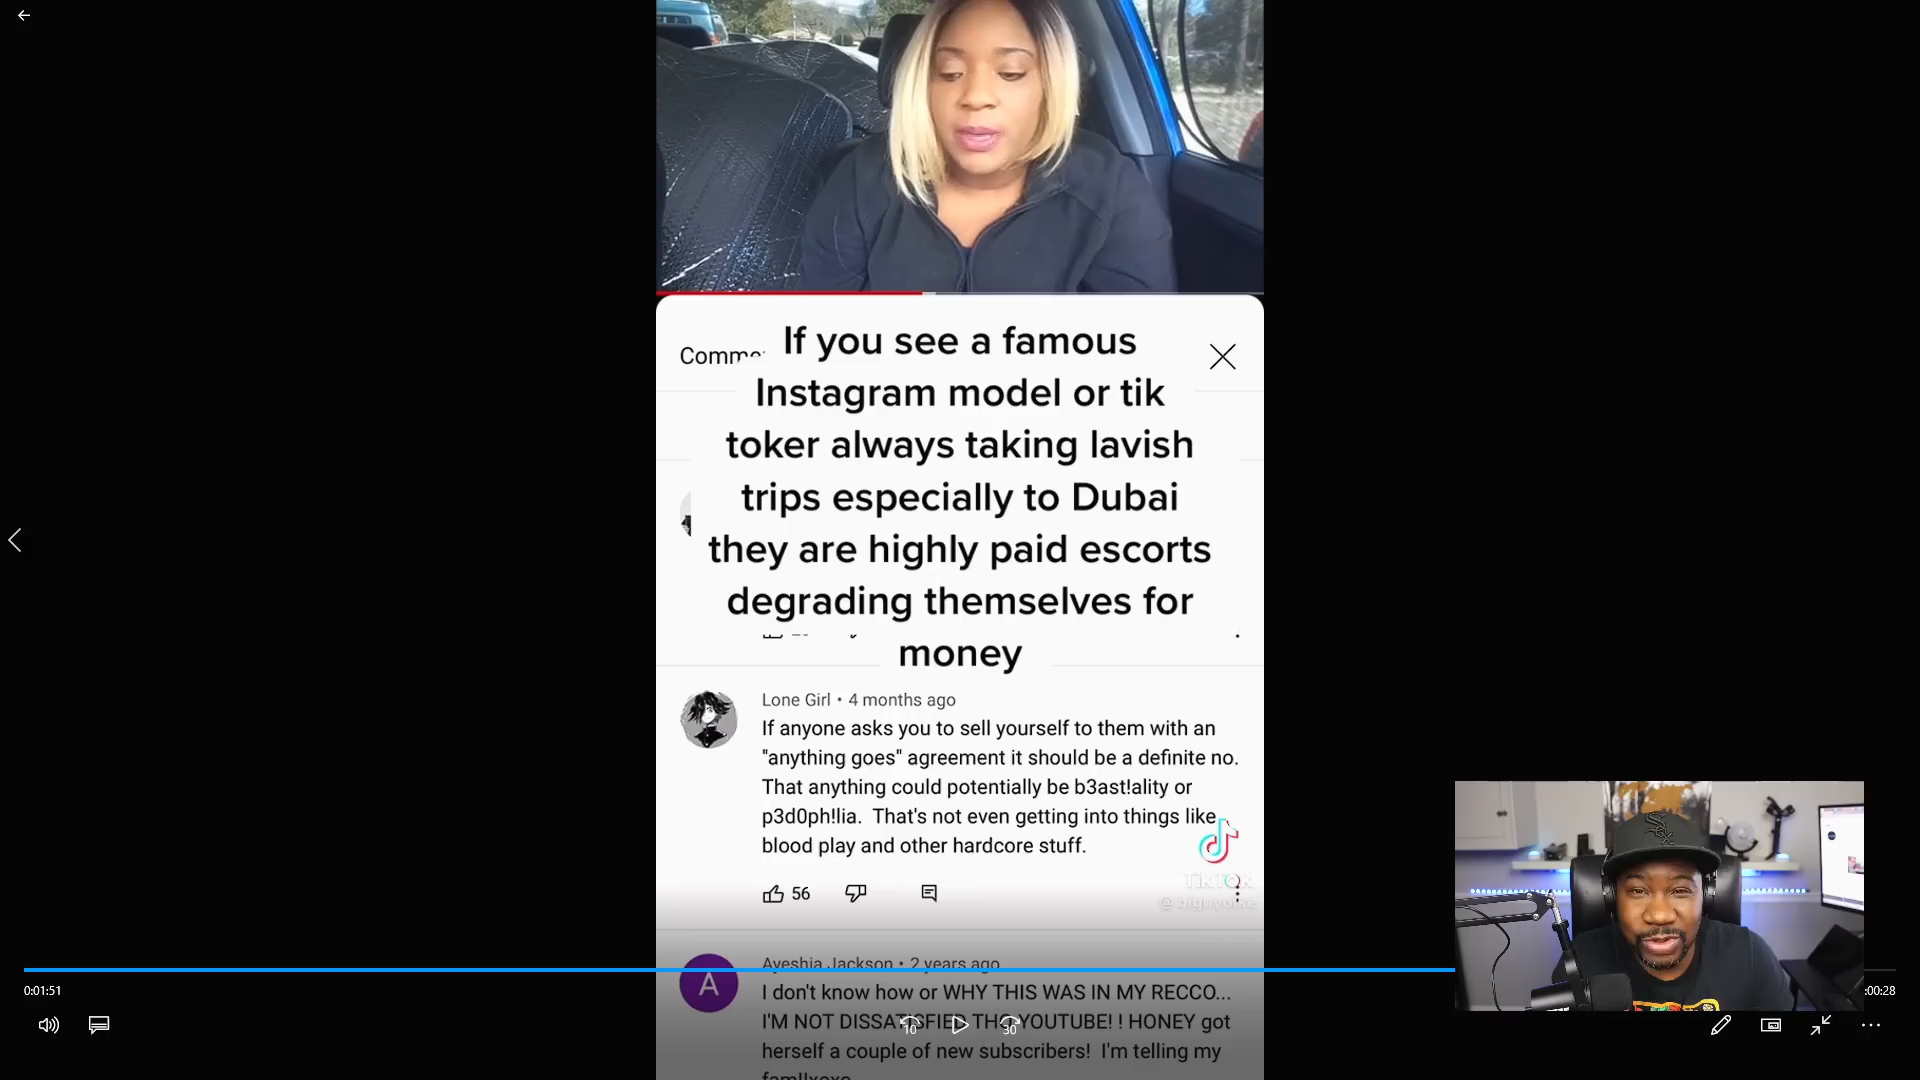 Comme
If you see a famous
Instagram model or tik
toker always taking lavish
trips especially to Dubai
they are highly paid escorts
degrading themselves for
money
Lone Girl • 4 months ago
If anyone asks you to sell yourself to them with an
"anything goes" agreement it should be a definite no.
That anything could potentially be b3ast!ality or
p3d0ph!lia. That's not even getting into things like
blood play and other hardcore stuff.
TikTok
56
A
Ayeshia Jackson • 2 years ago
I don't know how or WHY THIS WAS IN MY RECCO...
I'M NOT DISSATISFIED THO YOUTUBE! ! HONEY got
herself a couple of new subscribers! I'm telling my
0:01:51
:00:28
10
30